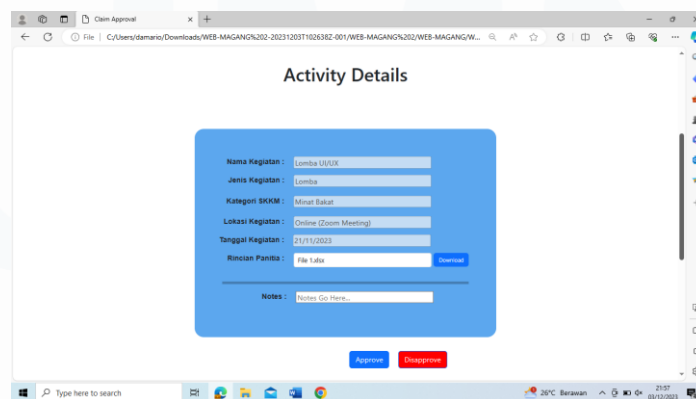 Claim Approval
File C:/Users/damario/Downloads/WEB-MAGANG%202-20231203T102638Z-001/WEB-MAGANG%202/WEB-MAGANG/W...
Activity Details
Nama Kegiatan : Lomba UI/UX
Jenis Kegiatan : Lomba
Kategori SKKM : Minat Bakat
Lokasi Kegiatan : Online (Zoom Meeting)
Tanggal Kegiatan : 21/11/2023
Rincian Panitia : File 1.xlsx Download
Notes : Notes Go Here...
Approve Disapprove
Type here to search 26°C Berawan 21:57
03/12/2023